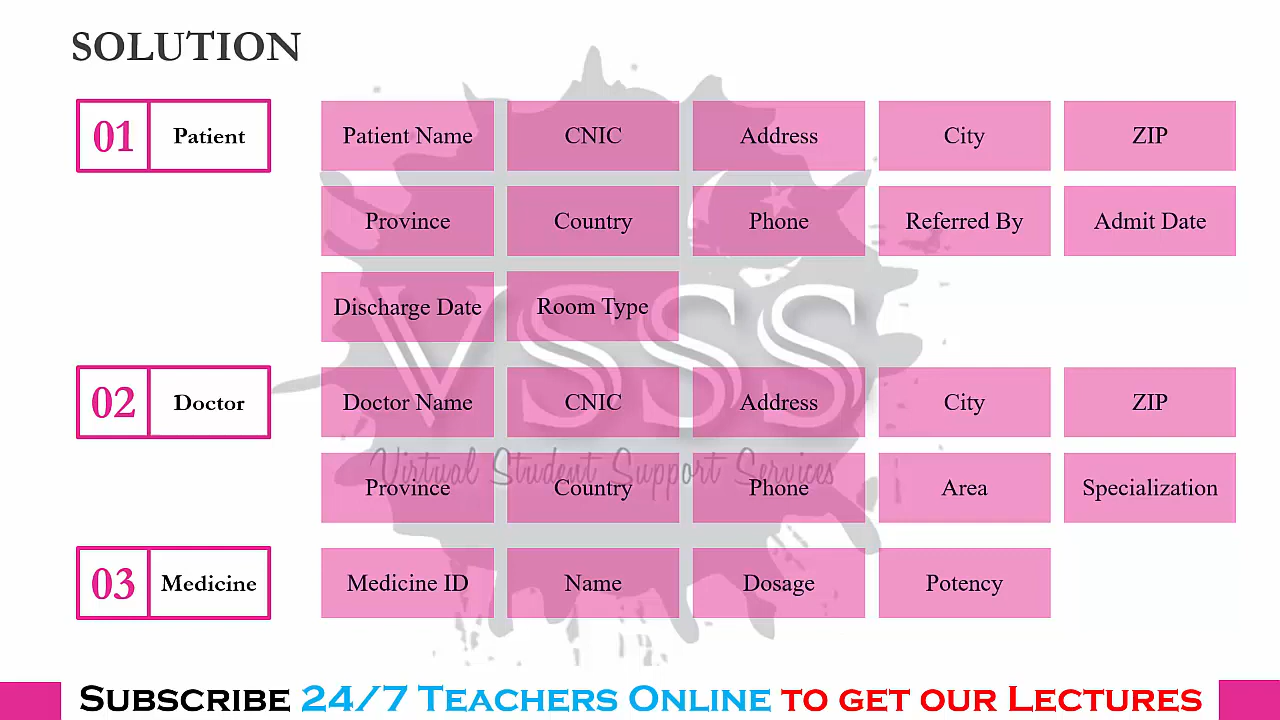 SOLUTION
01 Patient Patient Name CNIC Address City ZIP
Province Country Phone Referred By Admit Date
Discharge Date Room Type
VSSS
02 Doctor Doctor Name CNIC Address City ZIP
Virtual Student Support Services
Province Country Phone Area Specialization
03 Medicine Medicine ID Name Dosage Potency
SUBSCRIBE 24/7 TEACHERS ONLINE TO GET OUR LECTURES